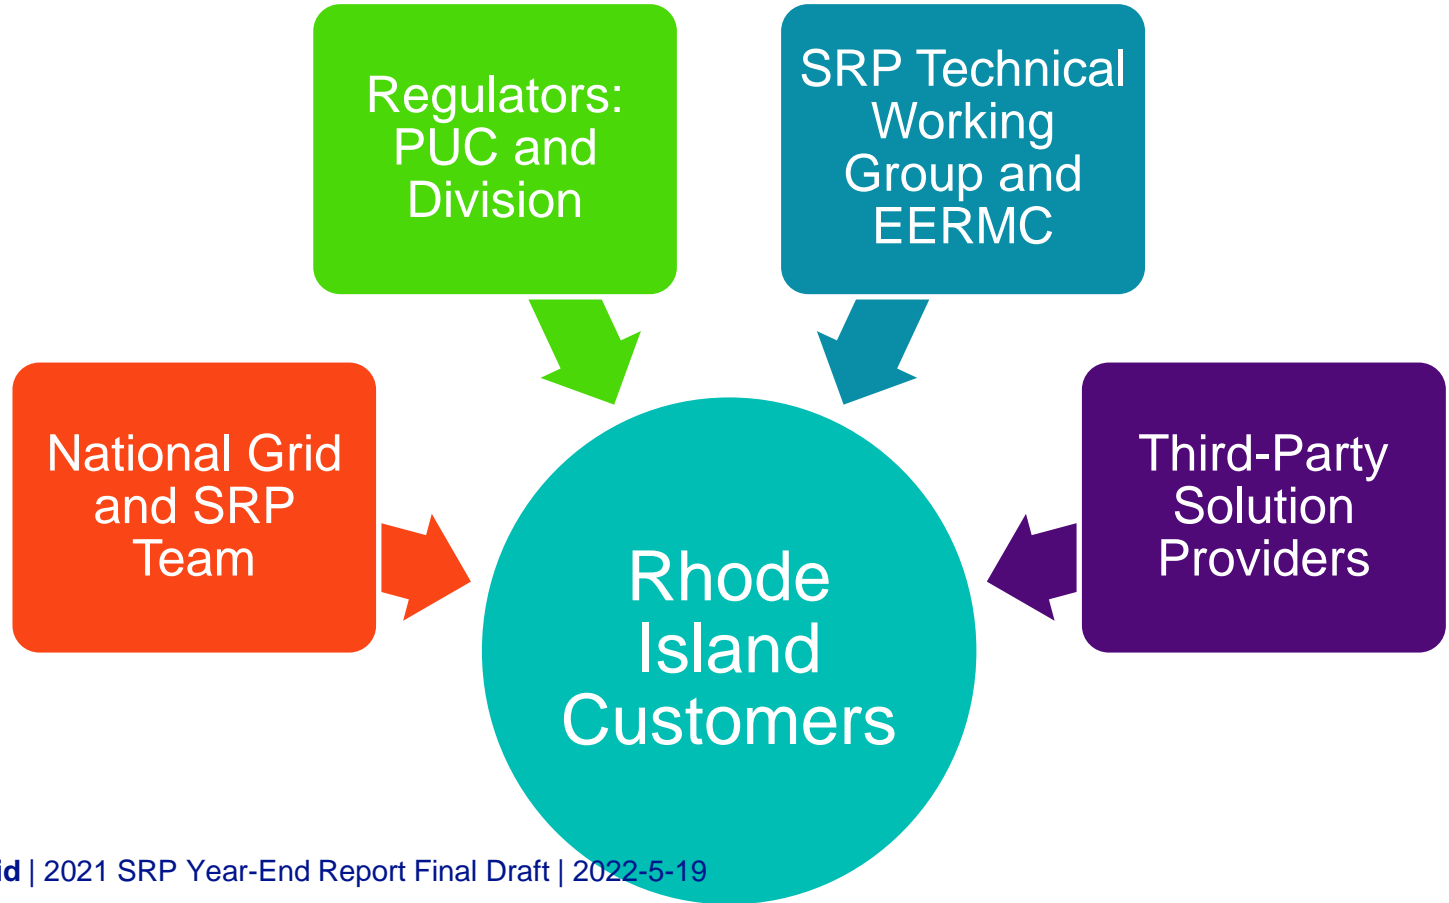 Regulators:
PUC and
Division
SRP Technical
Working
Group and
EERMC
National Grid
and SRP
Team
Third-Party
Solution
Providers
Rhode
Island
Customers
id | 2021 SRP Year-End Report Final Draft | 2022-5-19